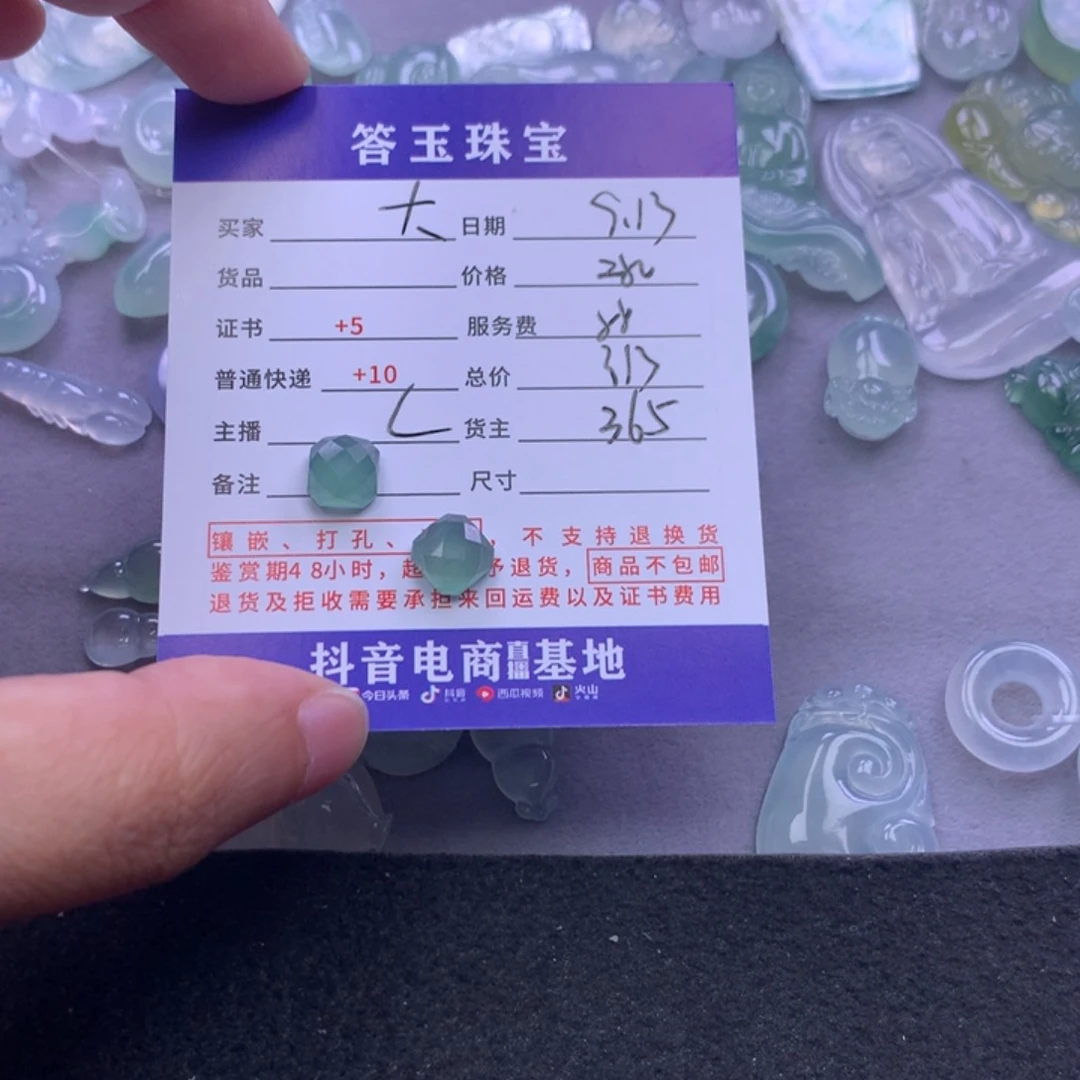 答玉珠宝
买家 大 日期 9.13
货品 价格 280
证书 +5 服务费
普通快递 +10 总价 313
主播 L 货主 365
备注 尺寸
镶嵌、打孔、 , 不支持退换货
鉴赏期48小时，超 予退货，商品不包邮
退货及拒收需要承担来回运费以及证书费用
抖音电商直播基地
今日头条 抖音 西瓜视频 火山